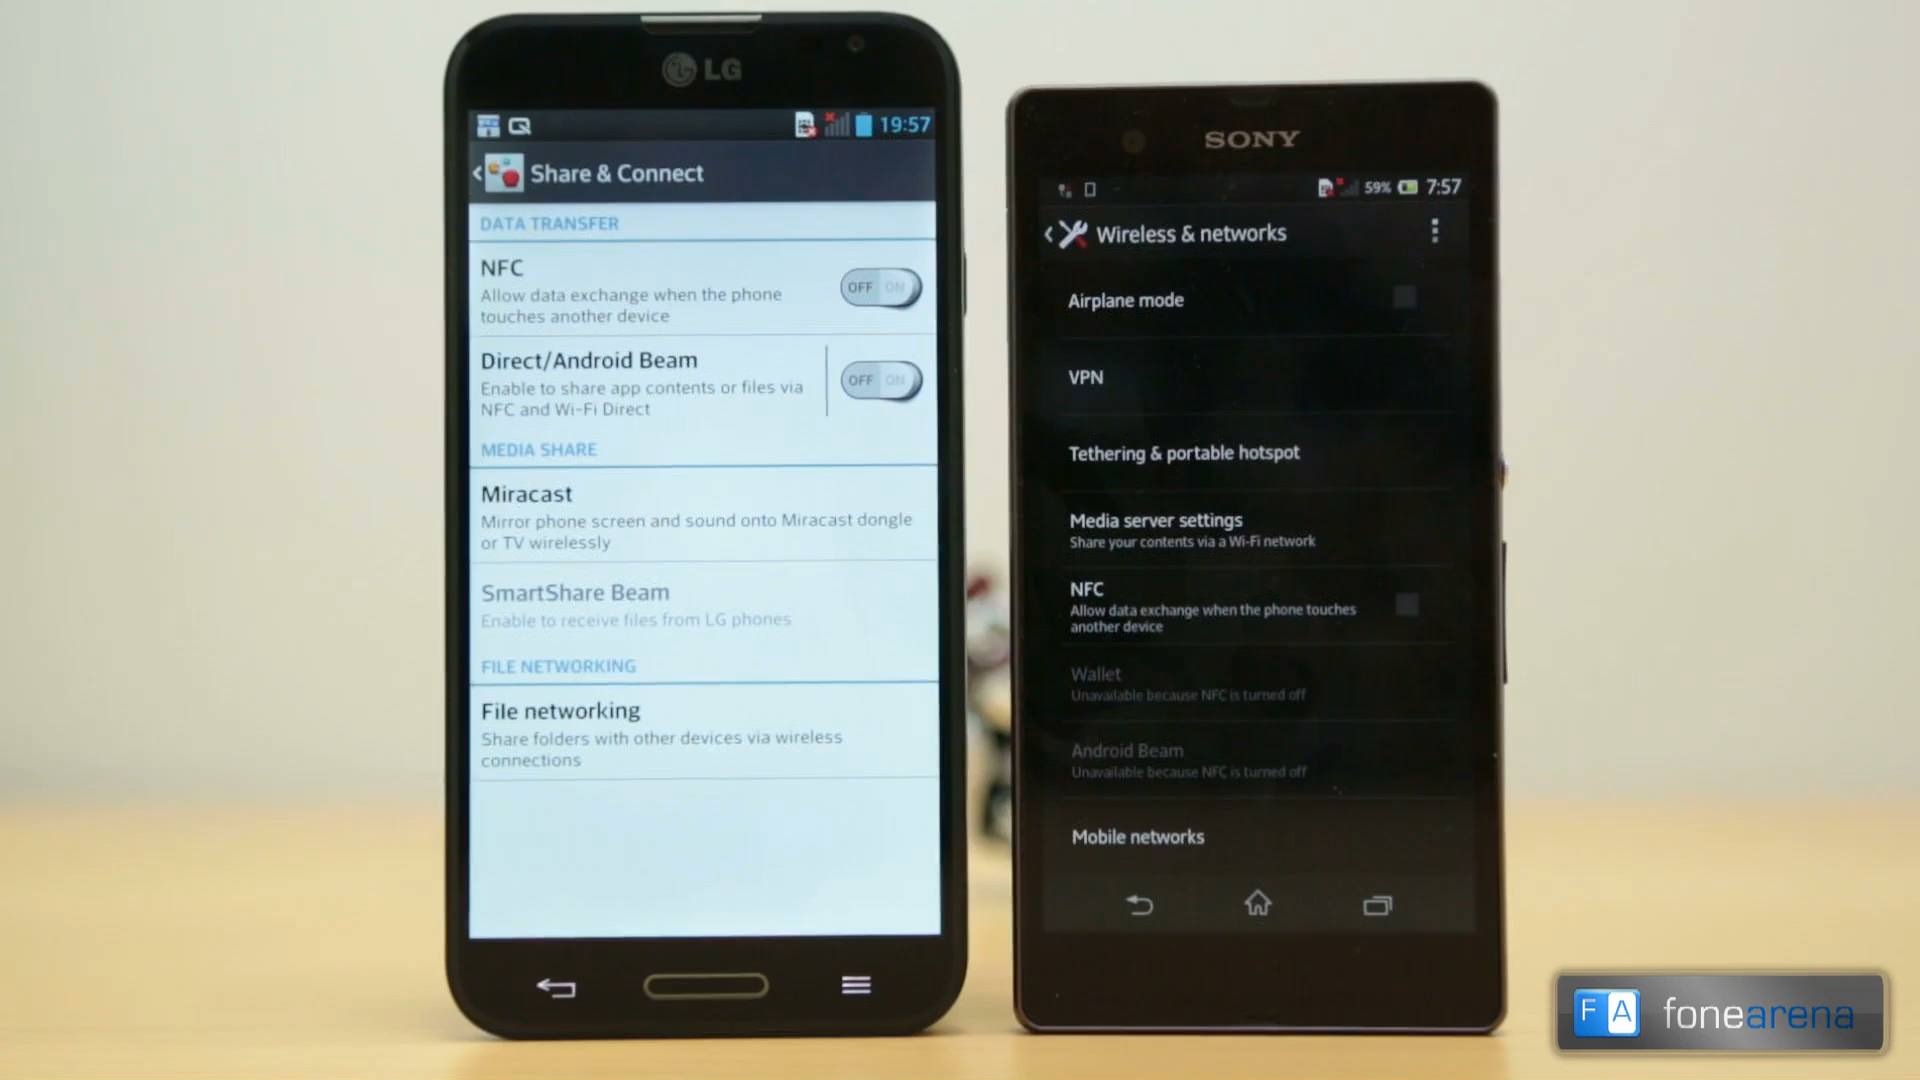 LG
19:57
Share & Connect
DATA TRANSFER
NFC
Allow data exchange when the phone
touches another device
OFF ON
Direct/Android Beam
Enable to share app contents or files via
NFC and Wi-Fi Direct
OFF ON
MEDIA SHARE
Miracast
Mirror phone screen and sound onto Miracast dongle
or TV wirelessly
SmartShare Beam
Enable to receive files from LG phones
FILE NETWORKING
File networking
Share folders with other devices via wireless
connections
SONY
59% 7:57
Wireless & networks
Airplane mode
VPN
Tethering & portable hotspot
Media server settings
Share your contents via a Wi-Fi network
NFC
Allow data exchange when the phone touches
another device
Wallet
Unavailable because NFC is turned off
Android Beam
Unavailable because NFC is turned off
Mobile networks
FA fonearena